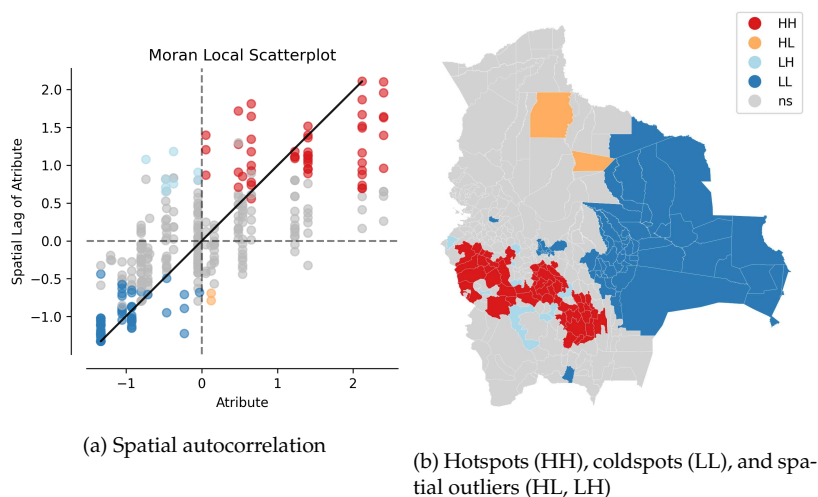 Moran Local Scatterplot
2.0
1.5
1.0
0.5
0.0
−0.5
−1.0
Spatial Lag of Atribute
−1
0
1
2
Atribute
(a) Spatial autocorrelation
HH
HL
LH
LL
ns
(b) Hotspots (HH), coldspots (LL), and spa-
tial outliers (HL, LH)